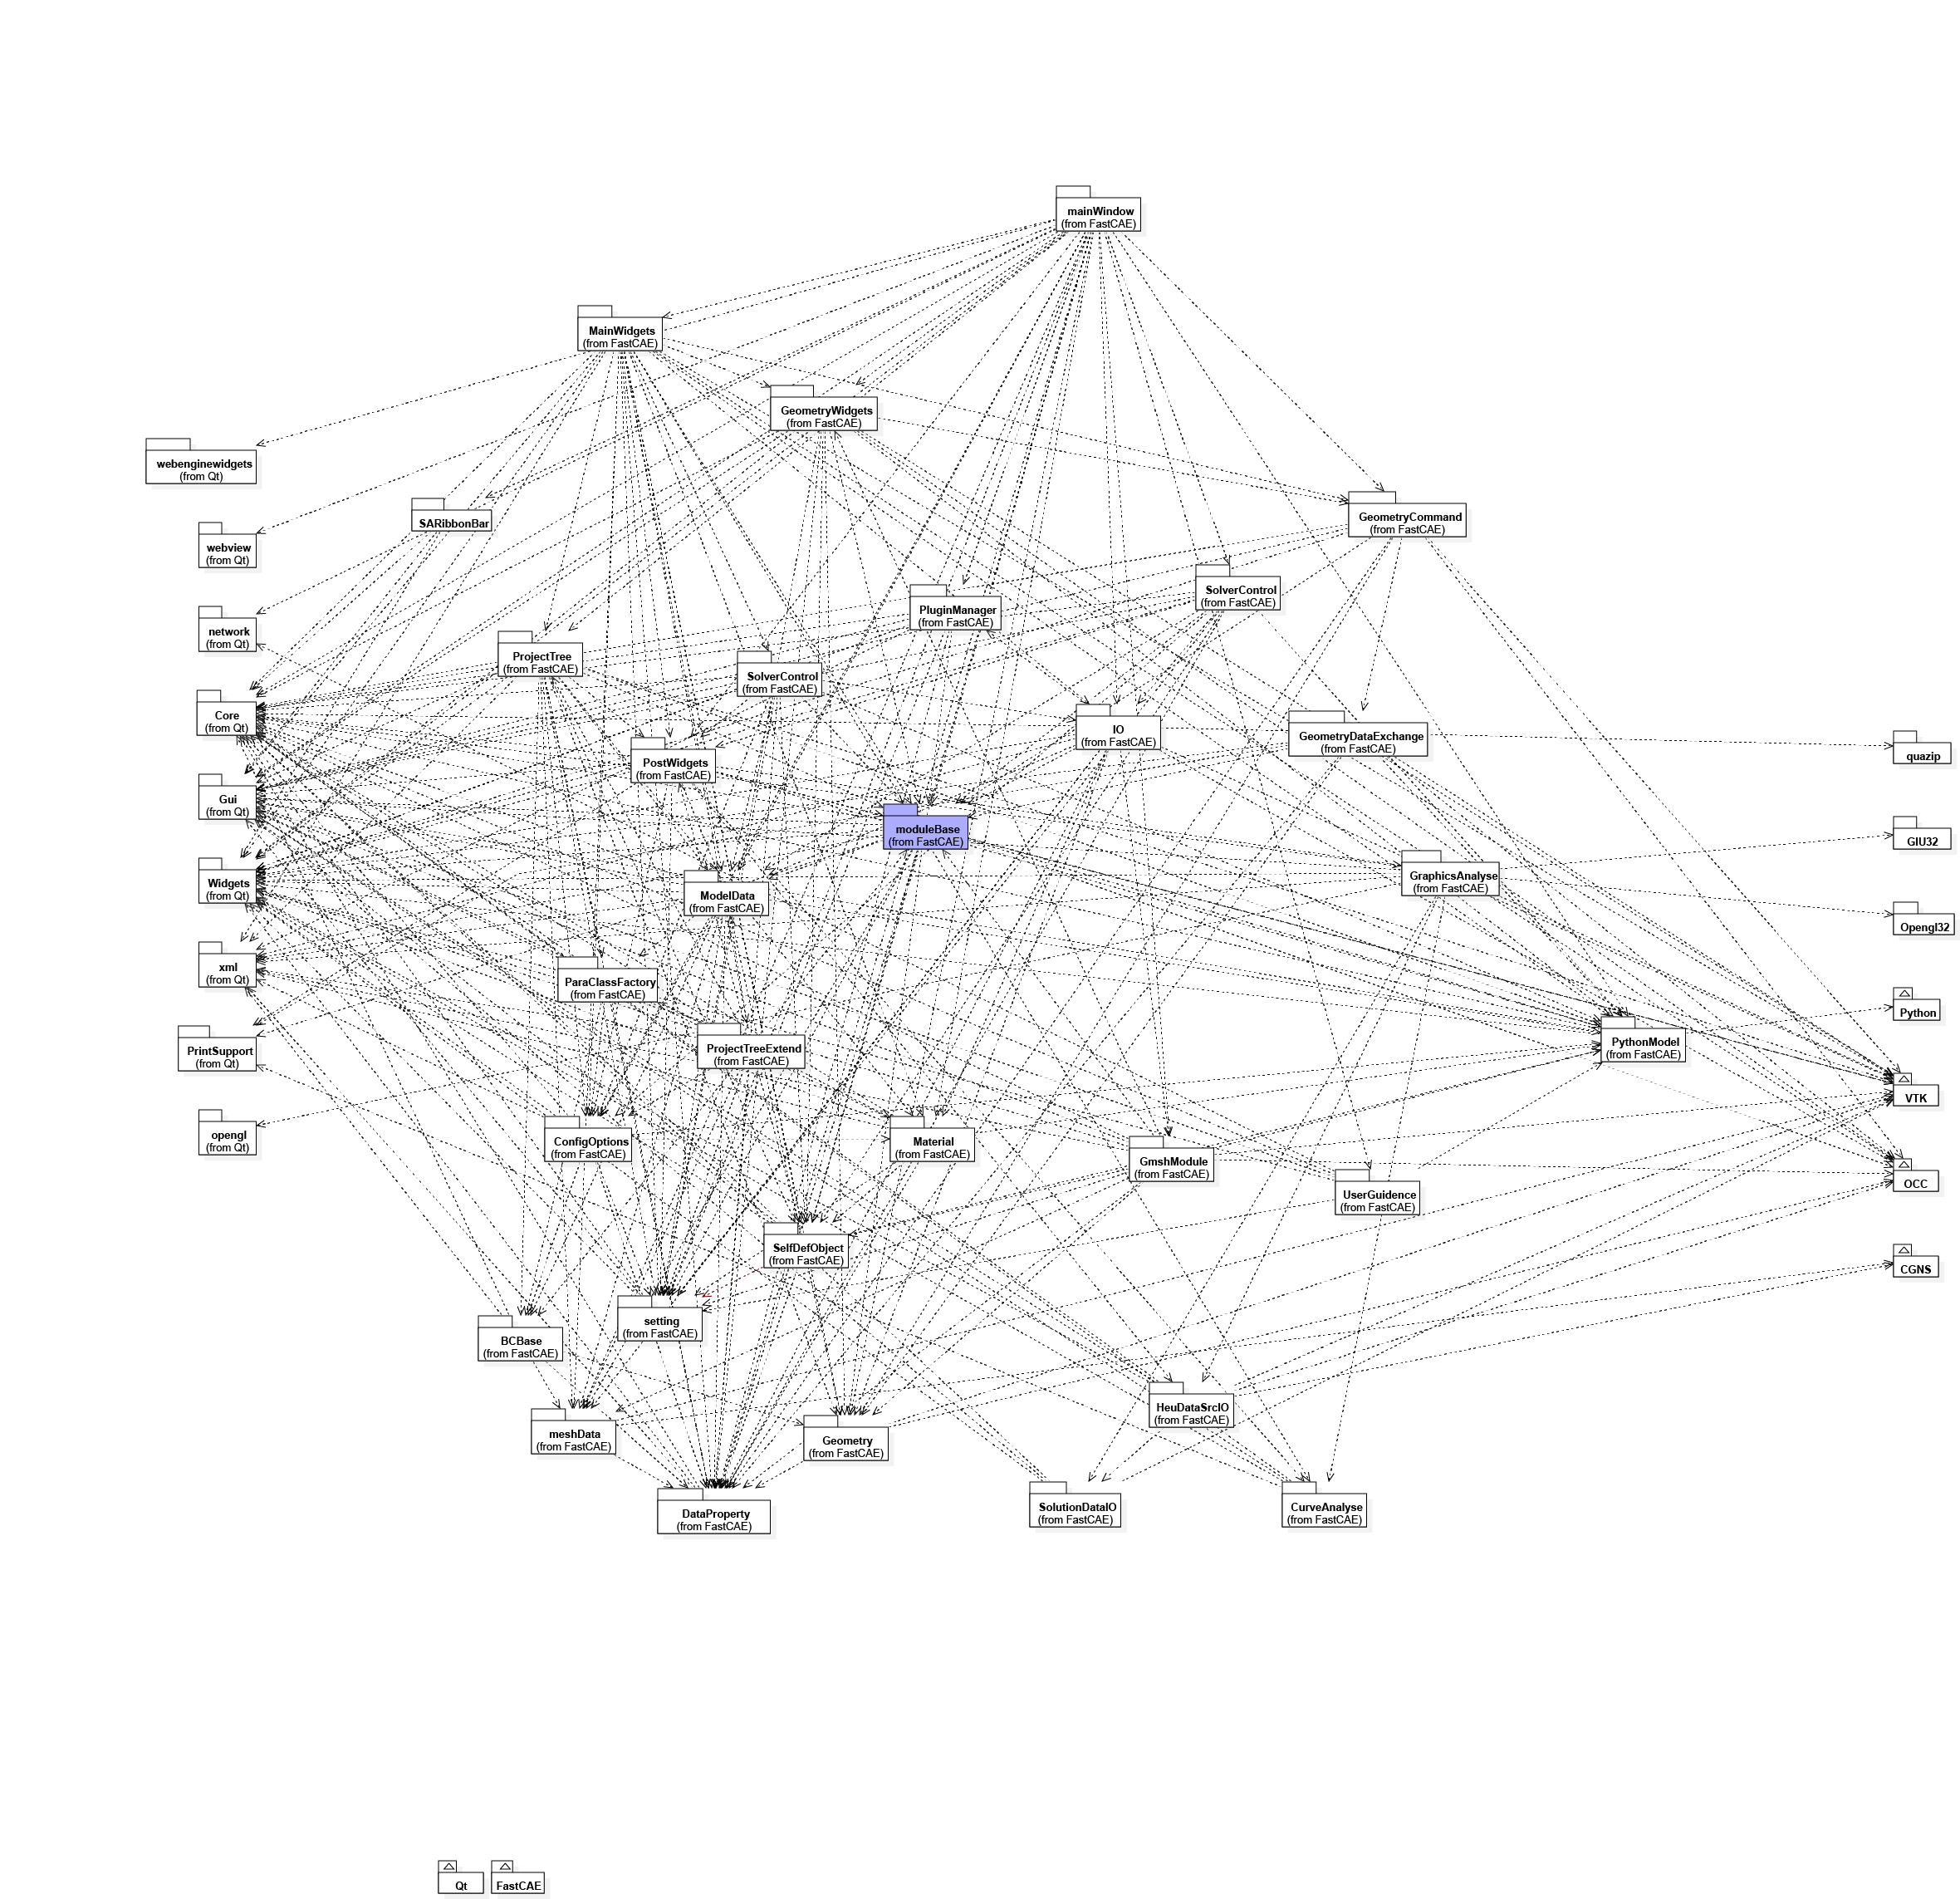 mainWindow
(from FastCAE)
MainWidgets
(from FastCAE)
GeometryWidgets
(from FastCAE)
webenginewidgets
(from Qt)
SARibbonBar
GeometryCommand
(from FastCAE)
webview
(from Qt)
SolverControl
(from FastCAE)
PluginManager
(from FastCAE)
network
(from Qt)
ProjectTree
(from FastCAE)
SolverControl
(from FastCAE)
Core
(from Qt)
IO
(from FastCAE)
GeometryDataExchange
(from FastCAE)
quazip
PostWidgets
(from FastCAE)
Gui
(from Qt)
moduleBase
(from FastCAE)
GIU32
Widgets
(from Qt)
GraphicsAnalyse
(from FastCAE)
ModelData
(from FastCAE)
Opengl32
xml
(from Qt)
ParaClassFactory
(from FastCAE)
Python
PrintSupport
(from Qt)
ProjectTreeExtend
(from FastCAE)
PythonModel
(from FastCAE)
VTK
opengl
(from Qt)
ConfigOptions
(from FastCAE)
Material
(from FastCAE)
GmshModule
(from FastCAE)
OCC
UserGuidence
(from FastCAE)
SelfDefObject
(from FastCAE)
CGNS
setting
(from FastCAE)
BCBase
(from FastCAE)
HeuDataSrcIO
(from FastCAE)
meshData
(from FastCAE)
Geometry
(from FastCAE)
DataProperty
(from FastCAE)
SolutionDataIO
(from FastCAE)
CurveAnalyse
(from FastCAE)
Qt
FastCAE